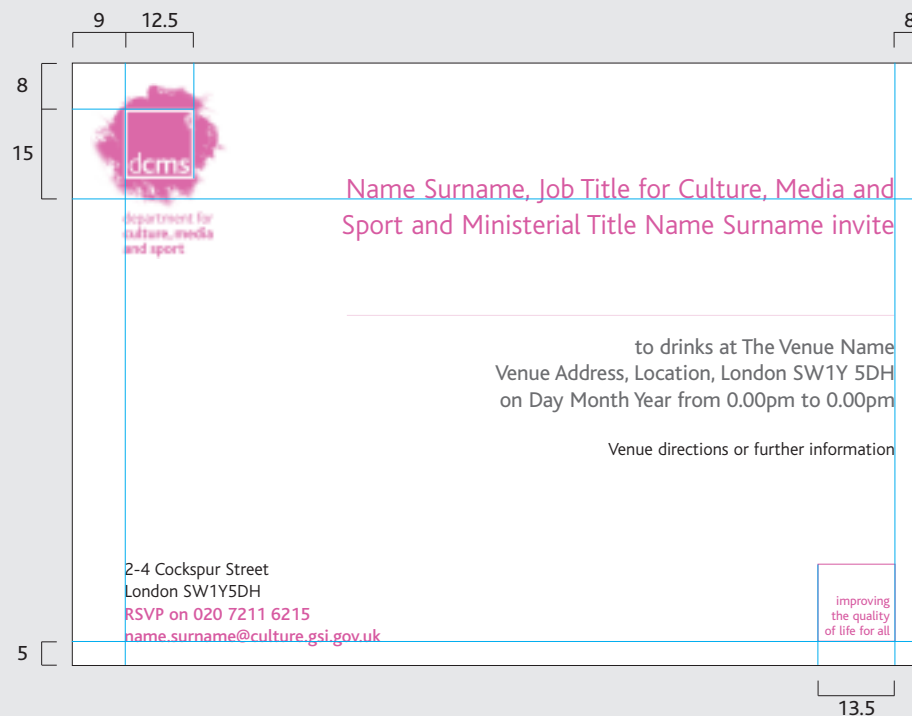 9 12.5 8
8
15
dcms
department for
culture, media
and sport
Name Surname, Job Title for Culture, Media and
Sport and Ministerial Title Name Surname invite
to drinks at The Venue Name
Venue Address, Location, London SW1Y 5DH
on Day Month Year from 0.00pm to 0.00pm
Venue directions or further information
2-4 Cockspur Street
London SW1Y5DH
RSVP on 020 7211 6215
name.surname@culture.gsi.gov.uk
improving
the quality
of life for all
5
13.5